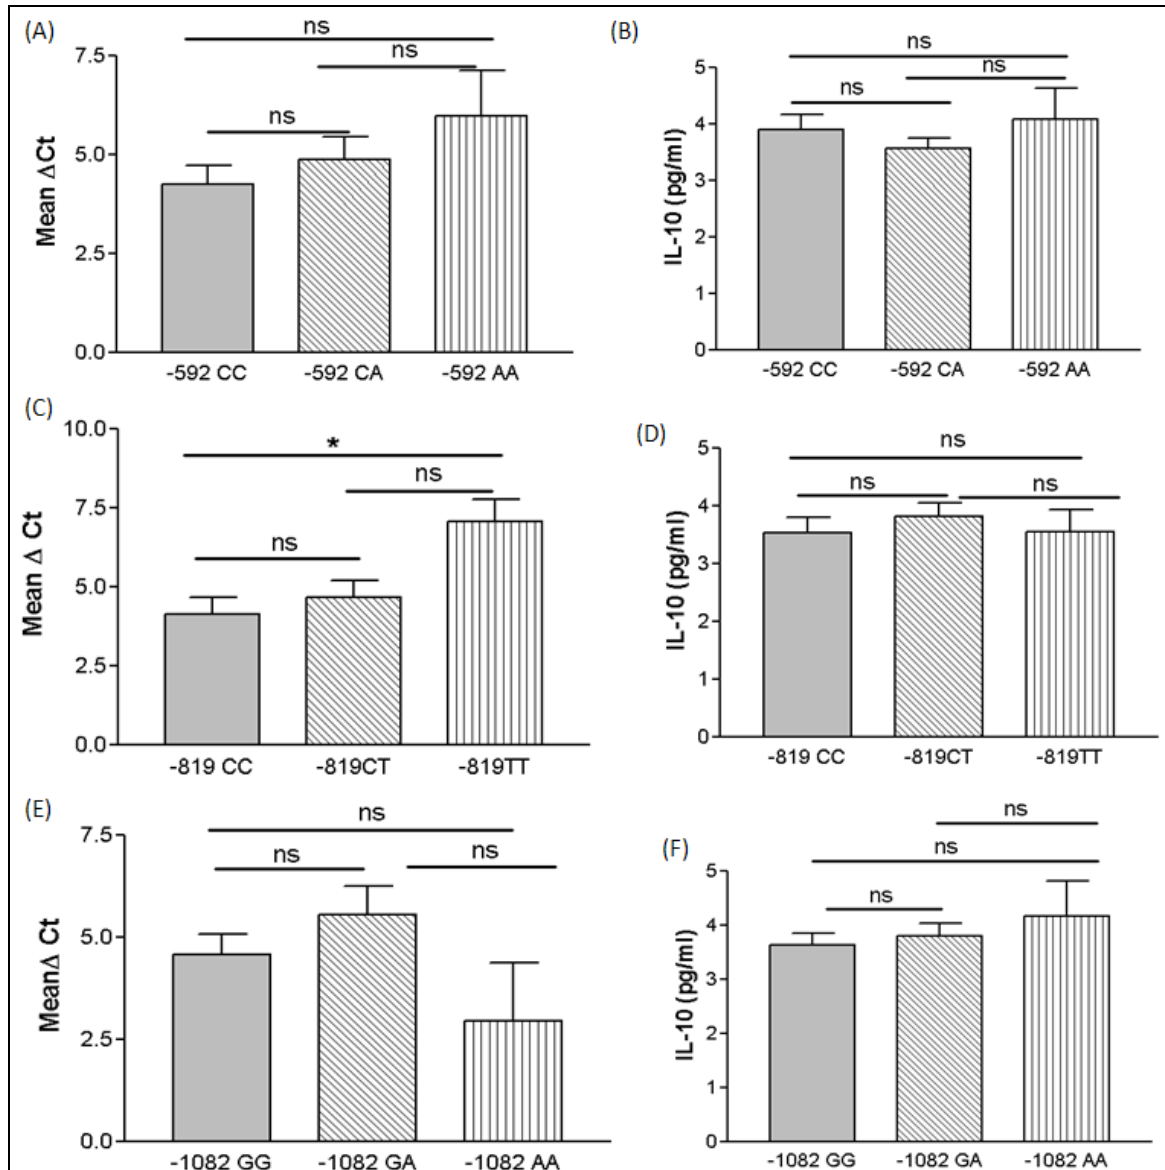 (A)
ns
ns
ns
7.5
5.0
2.5
0.0
Mean Δ Ct
-592 CC
-592 CA
-592 AA
(B)
ns
ns
ns
5
4
3
2
1
0
IL-10 (pg/ml)
-592 CC
-592 CA
-592 AA
(C)
*
ns
ns
10.0
7.5
5.0
2.5
0.0
Mean Δ Ct
-819 CC
-819CT
-819TT
(D)
ns
ns
ns
5
4
3
2
1
0
IL-10 (pg/ml)
-819 CC
-819CT
-819TT
(E)
ns
ns
ns
7.5
5.0
2.5
0.0
MeanΔ Ct
-1082 GG
-1082 GA
-1082 AA
(F)
ns
ns
ns
5
4
3
2
1
0
IL-10 (pg/ml)
-1082 GG
-1082 GA
-1082 AA